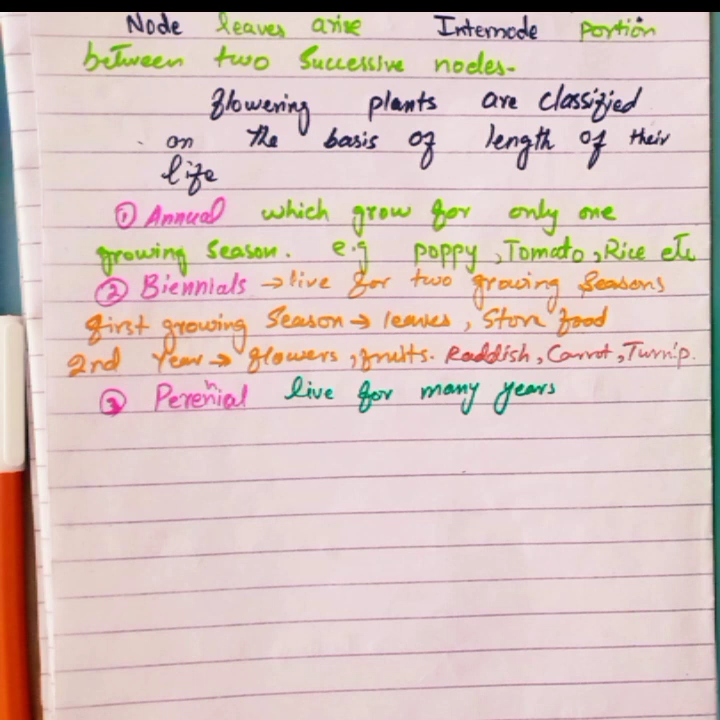 Node leaves arise Internode portion
between two Successive nodes-
flowering plants are classified
on the basis of length of their
life
① Annual which grow for only one
growing Season. e.g poppy, Tomato, Rice etc
② Biennials → live for two growing Seasons
first growing Season → leaves, Store food
2nd Year → flowers, fruits. Raddish, Carrot, Turnip.
③ Perennial live for many years